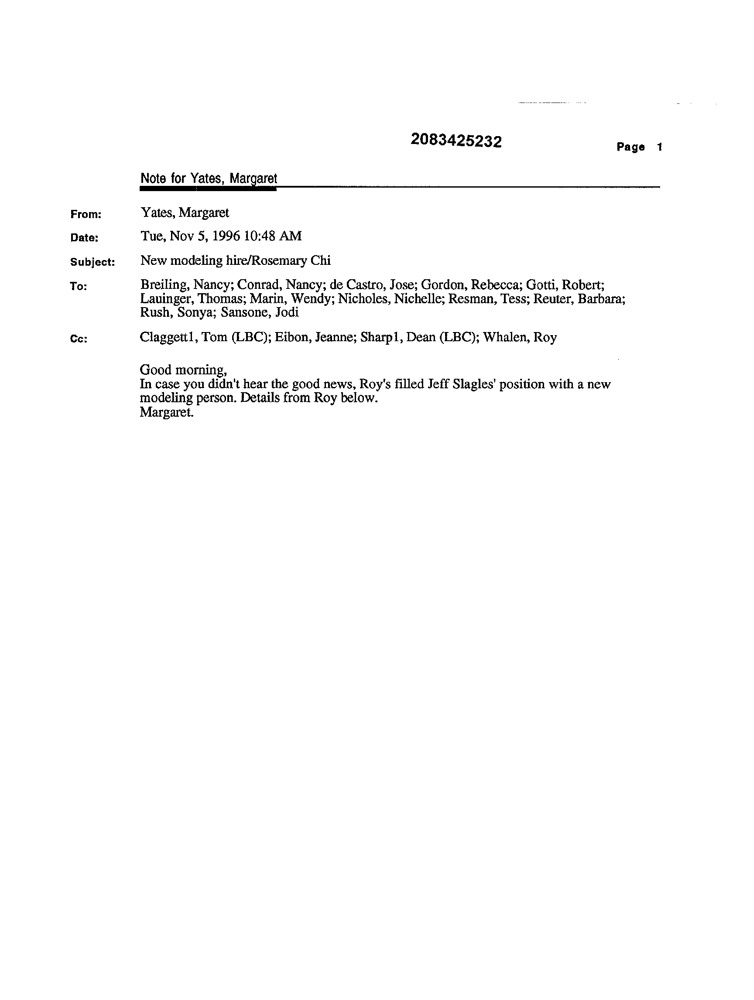 2083425232
Page 1
Note for Yates, Margaret
From: Yates, Margaret
Date: Tue, Nov 5, 1996 10:48 AM
Subject: New modeling hire/Rosemary Chi
To: Breiling, Nancy; Conrad, Nancy; de Castro, Jose; Gordon, Rebecca; Gotti, Robert;
Lauinger, Thomas; Marin, Wendy; Nicholes, Nichelle; Resman, Tess; Reuter, Barbara;
Rush, Sonya; Sansone, Jodi
Cc: Claggett1, Tom (LBC); Eibon, Jeanne; Sharp1, Dean (LBC); Whalen, Roy
Good morning,
In case you didn't hear the good news, Roy's filled Jeff Slagles' position with a new
modeling person. Details from Roy below.
Margaret.